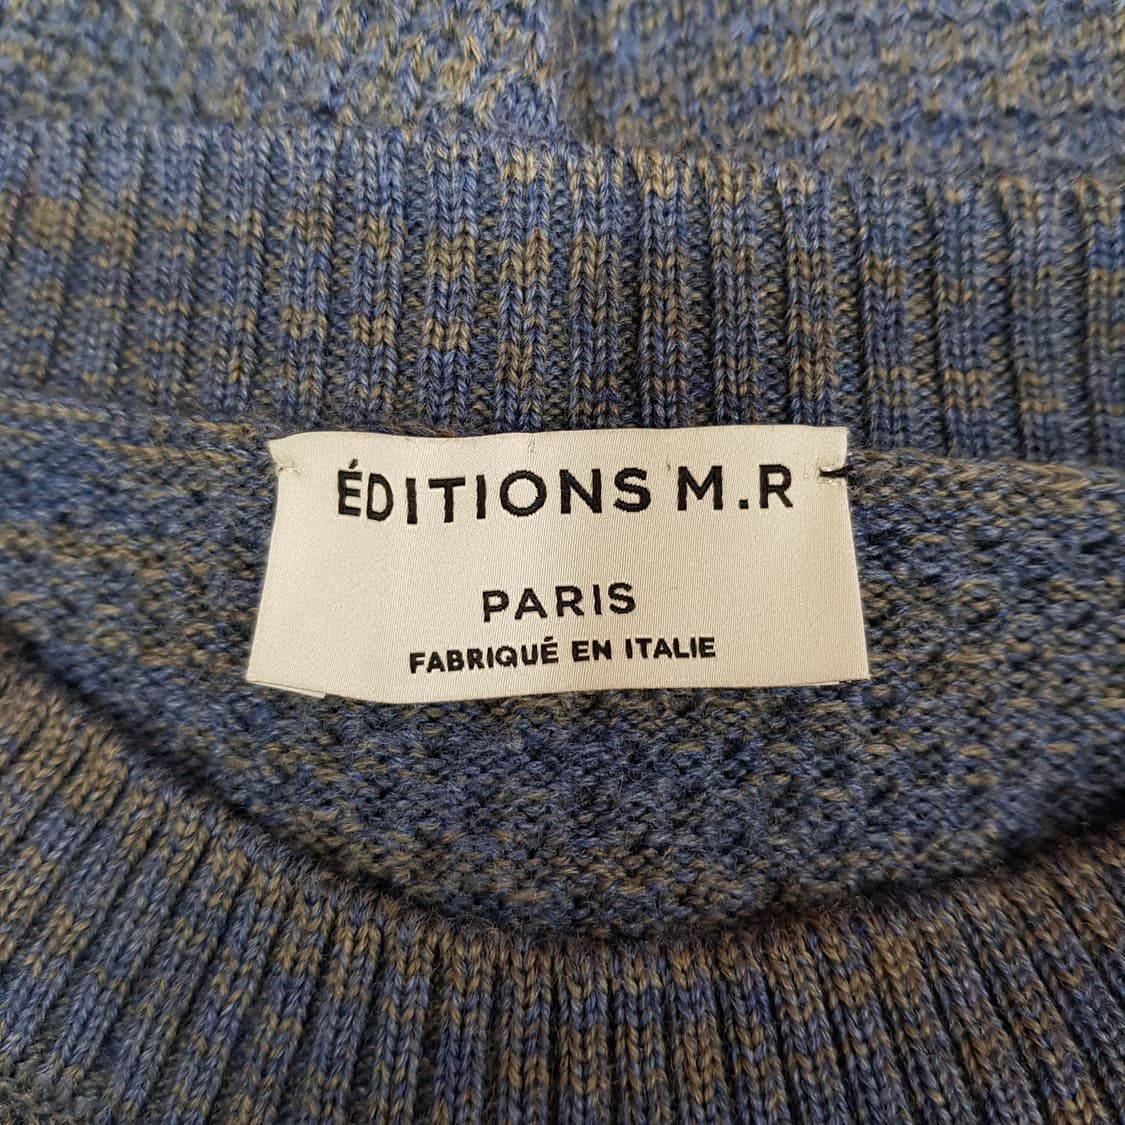 ÉDITIONS M.R
PARIS
FABRIQUÉ EN ITALIE